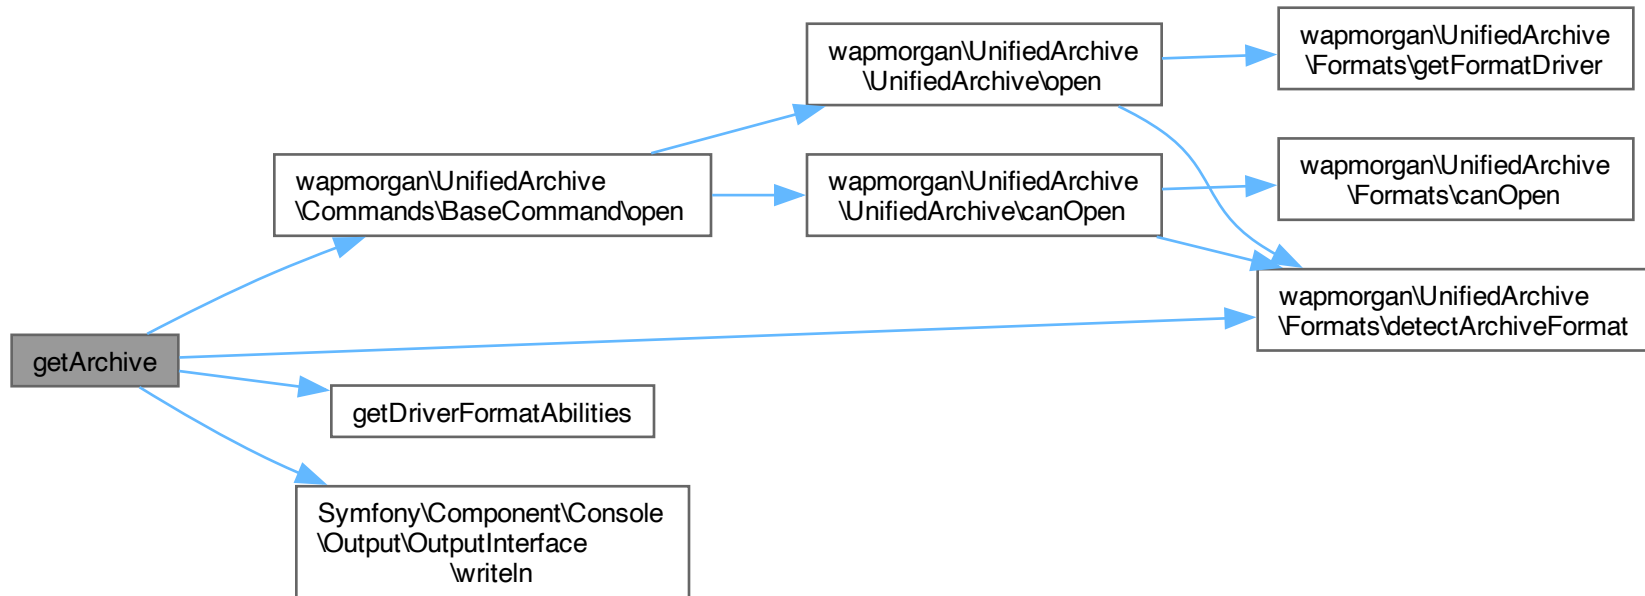 wapmorgan\UnifiedArchive
\UnifiedArchive\open
wapmorgan\UnifiedArchive
\Formats\getFormatDriver
wapmorgan\UnifiedArchive
\Commands\BaseCommand\open
wapmorgan\UnifiedArchive
\UnifiedArchive\canOpen
wapmorgan\UnifiedArchive
\Formats\canOpen
wapmorgan\UnifiedArchive
\Formats\detectArchiveFormat
getArchive
getDriverFormatAbilities
Symfony\Component\Console
\Output\OutputInterface
\writeln